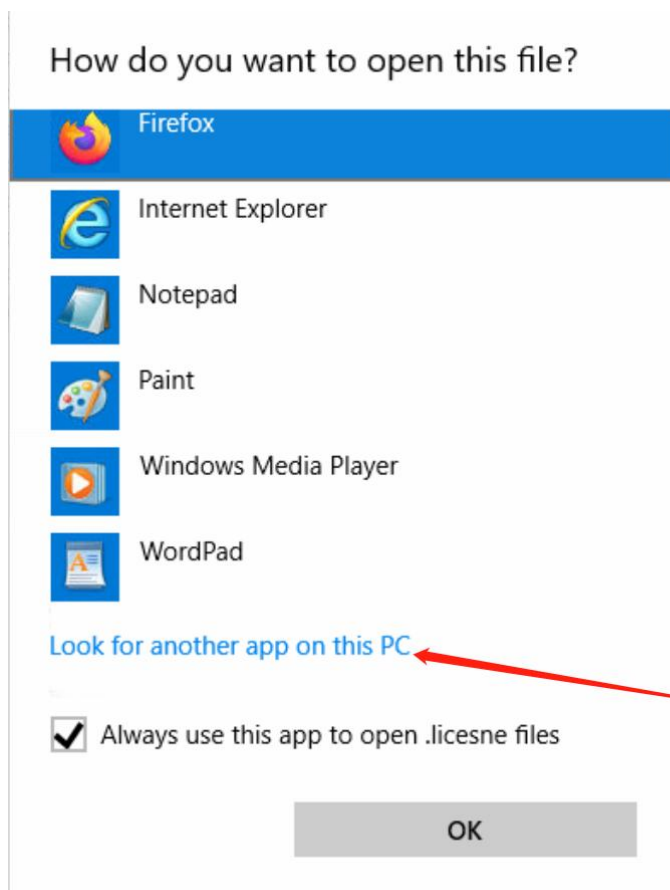 How do you want to open this file?
Firefox
Internet Explorer
Notepad
Paint
Windows Media Player
WordPad
Look for another app on this PC
Always use this app to open .licesne files
OK